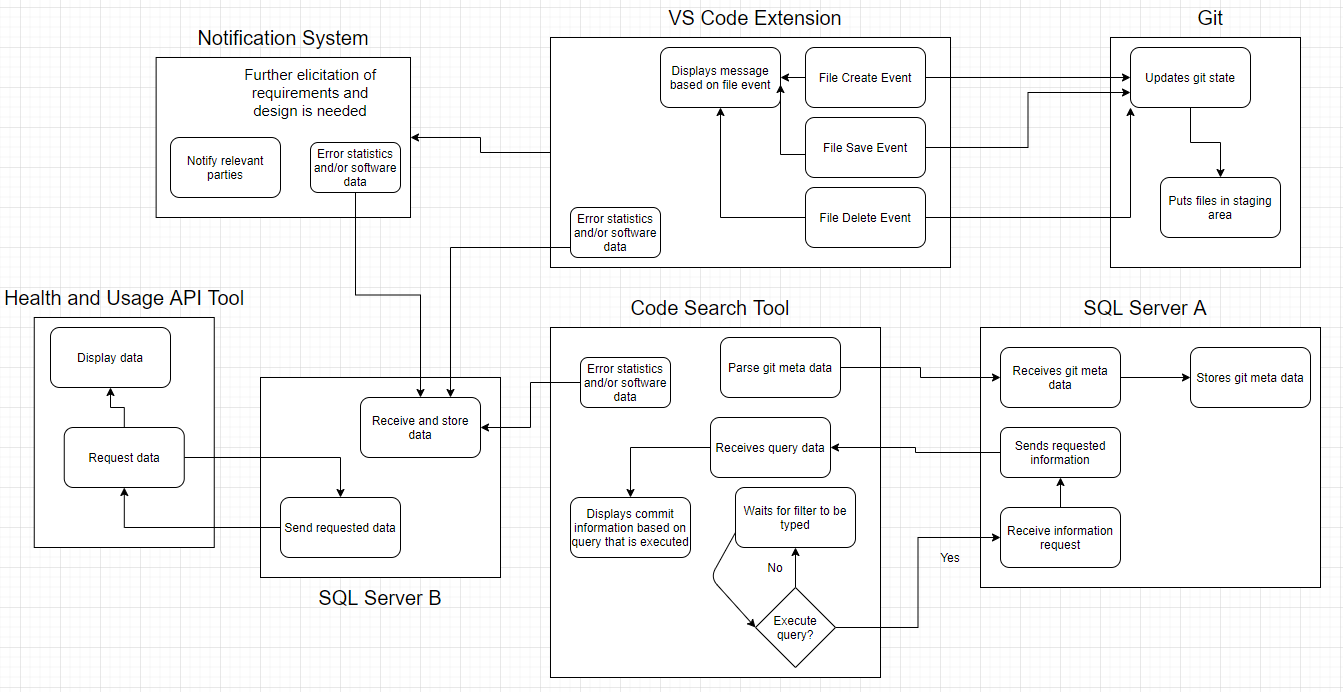 Notification System
Further elicitation of
requirements and
design is needed
Notify relevant
parties
Error statistics
and/or software
data
VS Code Extension
Displays message
based on file event
File Create Event
File Save Event
File Delete Event
Error statistics
and/or software
data
Git
Updates git state
Puts files in staging
area
Health and Usage API Tool
Display data
Request data
Receive and store
data
Send requested data
SQL Server B
Code Search Tool
Error statistics
and/or software
data
Parse git meta data
Receives query data
Displays commit
information based on
query that is executed
Waits for filter to be
typed
No
Execute
query?
Yes
SQL Server A
Receives git meta
data
Stores git meta data
Sends requested
information
Receive information
request